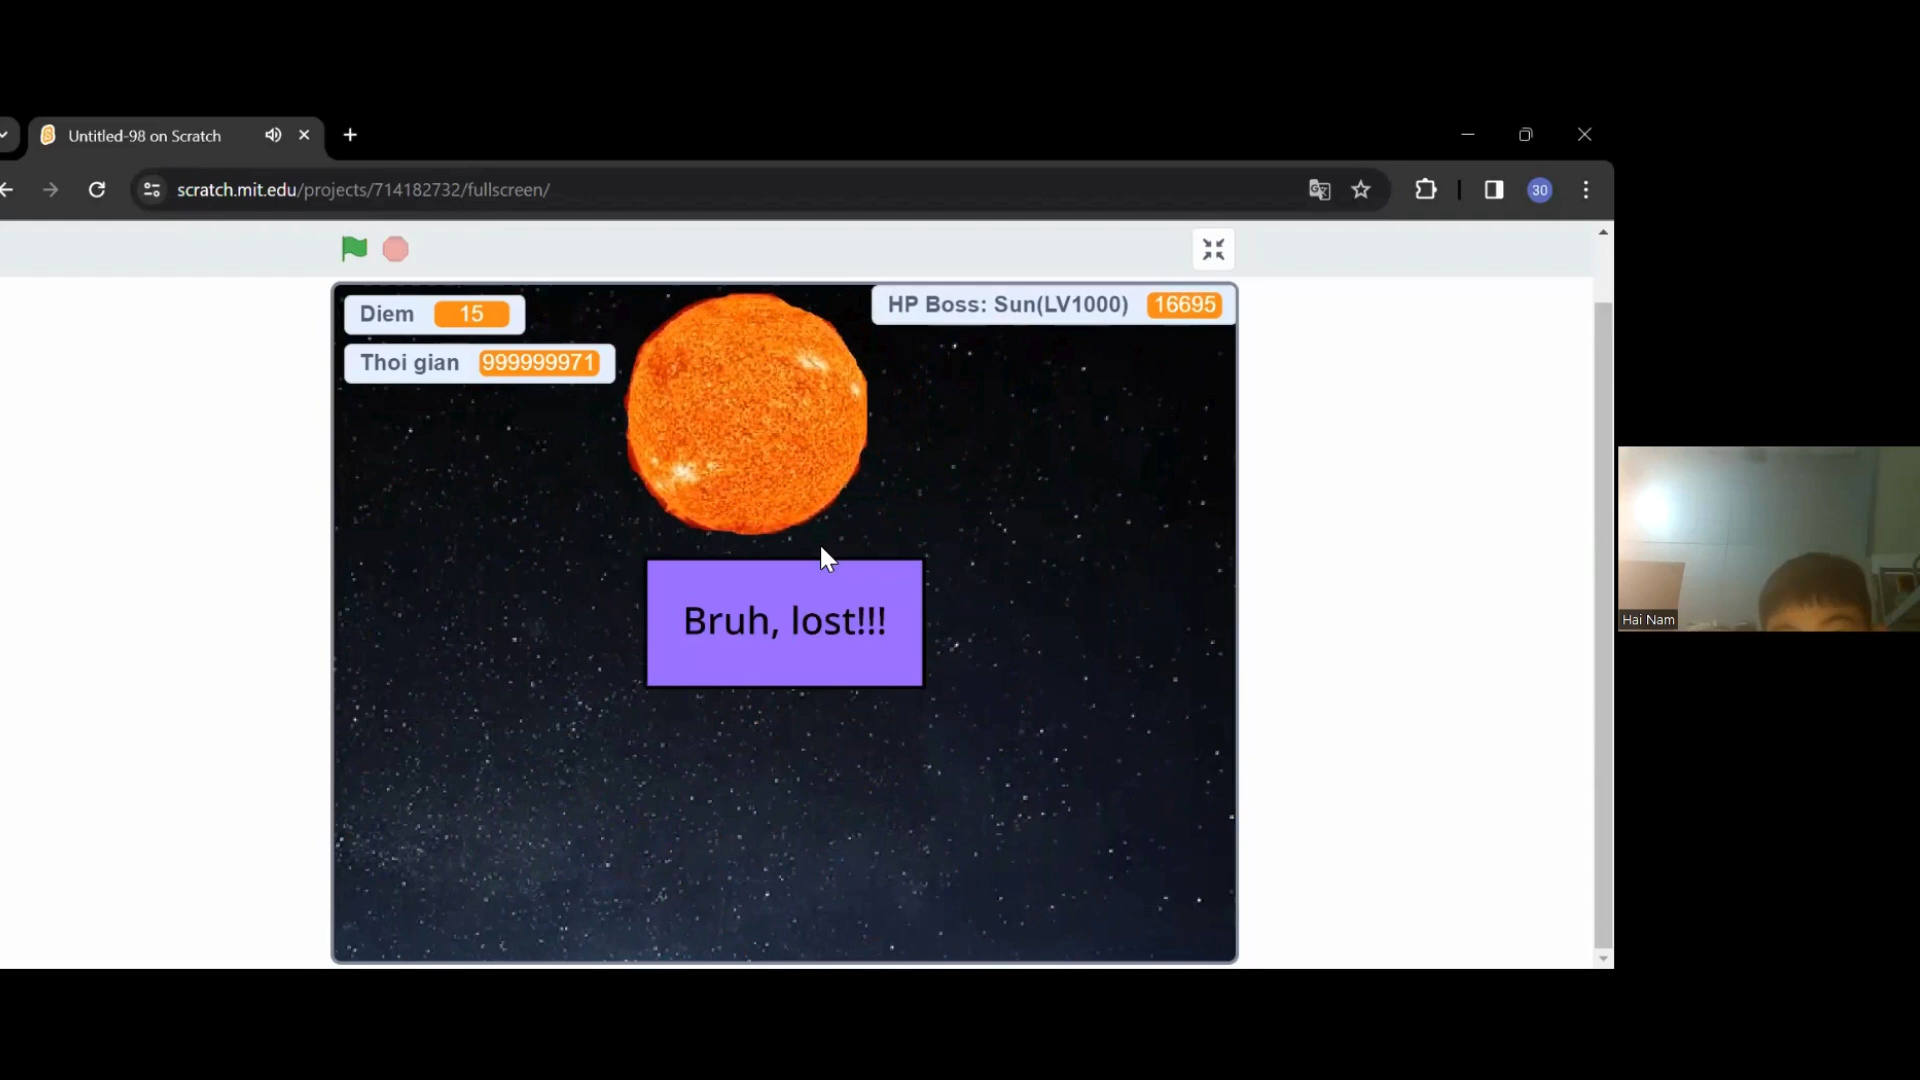 Untitled-98 on Scratch
scratch.mit.edu/projects/714182732/fullscreen/
30
Diem 15
HP Boss: Sun(LV1000) 16695
Thoi gian 999999971
Bruh, lost!!!
Hai Nam